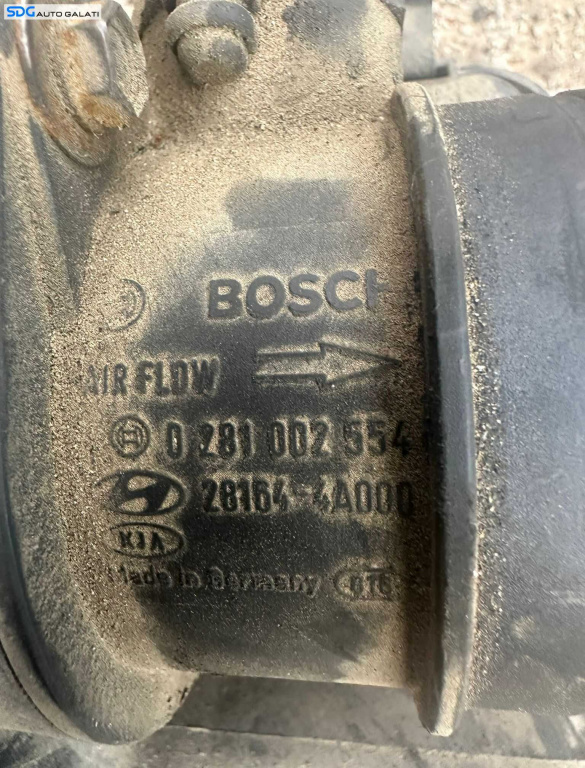 SDG AUTO GALATI
BOSCH
AIR FLOW
0 281 002 554
28164-4A000
KIA
Made in Germany